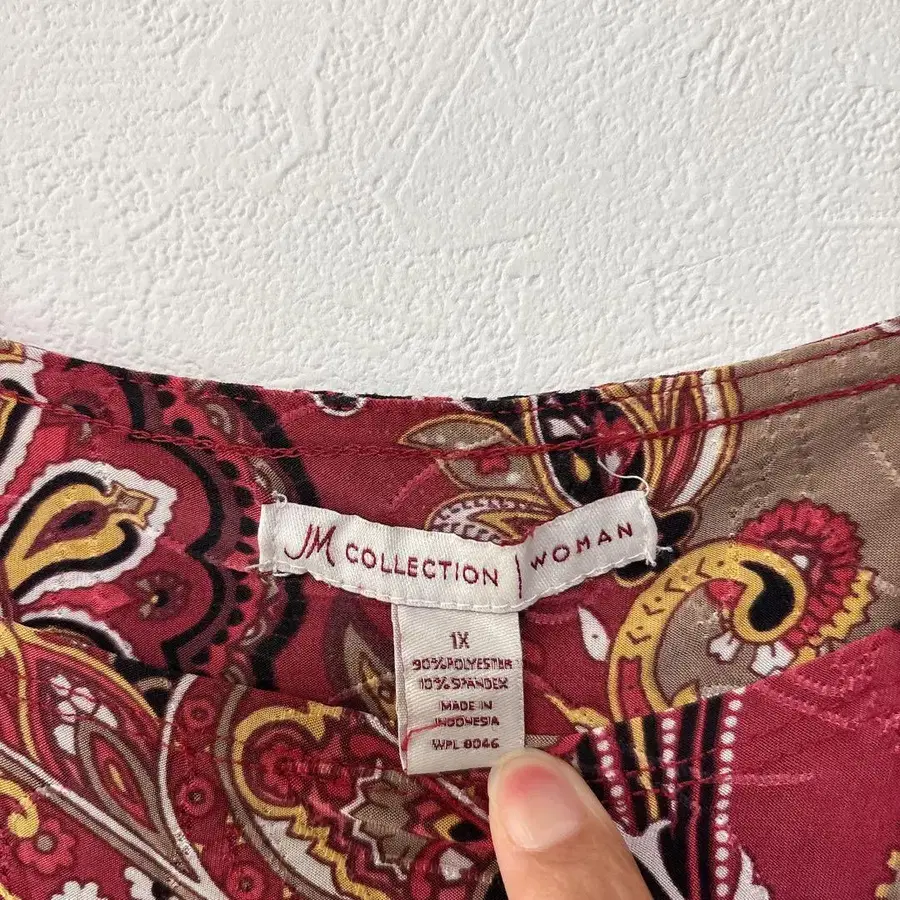 JM COLLECTION | WOMAN
1X
90%POLYESTER
10%SPANDEX
MADE IN
INDONESIA
WPL 8046